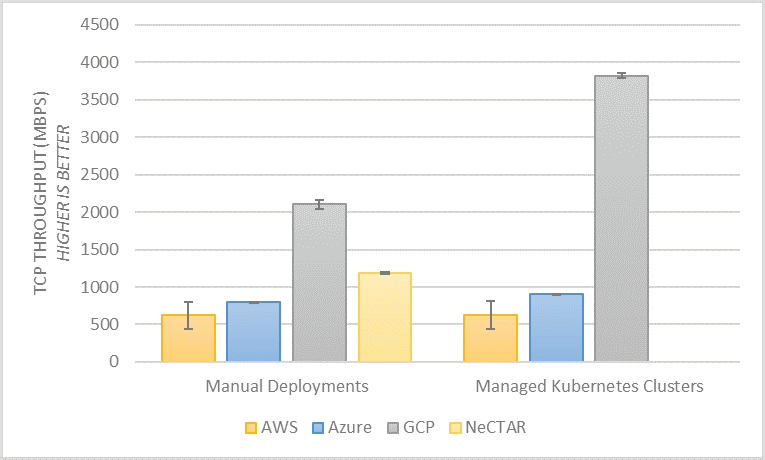 TCP THROUGHPUT (MBPS)
HIGHER IS BETTER
4500
4000
3500
3000
2500
2000
1500
1000
500
0
Manual Deployments
Managed Kubernetes Clusters
AWS Azure GCP NeCTAR